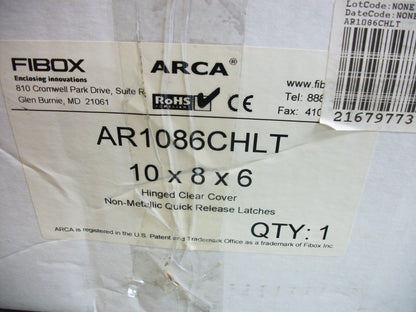 FIBOX
Enclosing innovations
810 Cromwell Park Drive, Suite R
Glen Burnie, MD 21061
ARCA®
RoHS
CE
www.fib
Tel: 888
Fax: 410
LotCode:NONE
DateCode:NONE
AR1086CHLT
21679773
AR1086CHLT
10 x 8 x 6
Hinged Clear Cover
Non-Metallic Quick Release Latches
QTY: 1
ARCA is registered in the U.S. Patent and Trademark Office as a trademark of Fibox Inc